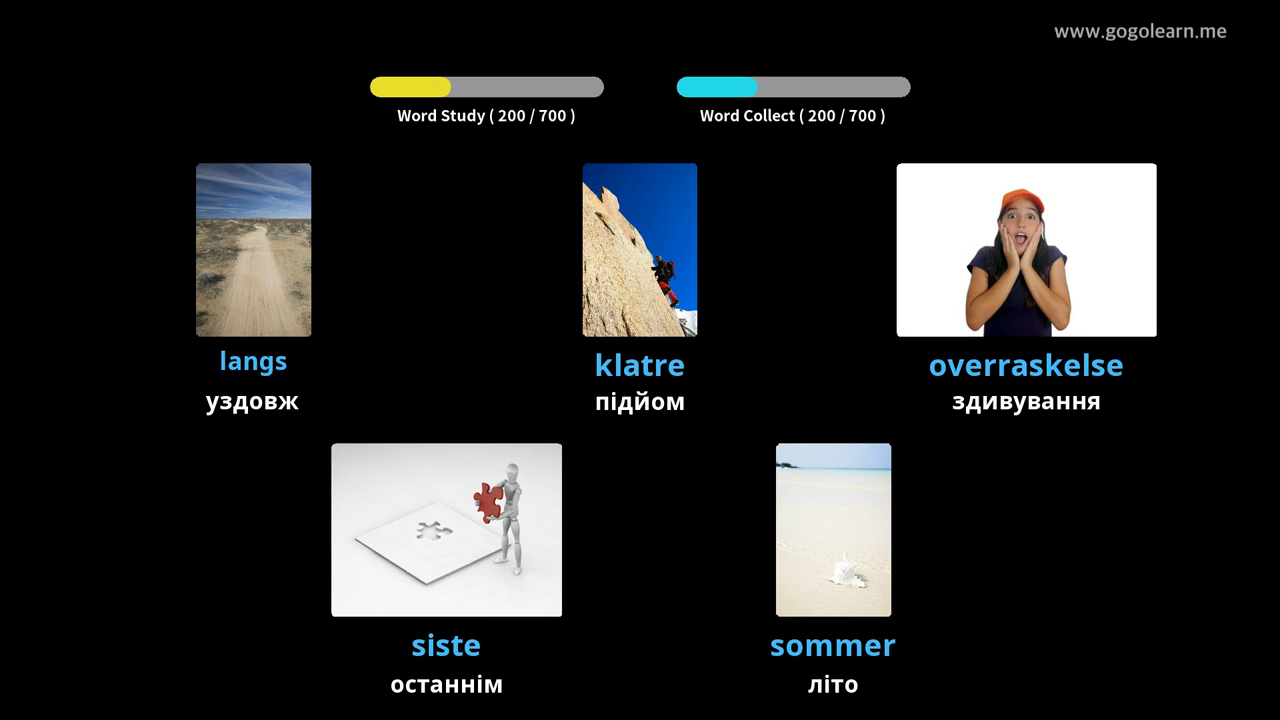 www.gogolearn.me
Word Study ( 200 / 700 )
Word Collect ( 200 / 700 )
langs
уздовж
klatre
підйом
overraskelse
здивування
siste
останнім
sommer
літо